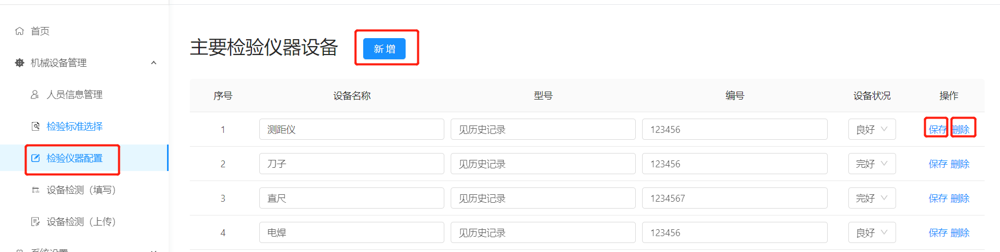 首页
机械设备管理
人员信息管理
检验标准选择
检验仪器配置
设备检测（填写）
设备检测（上传）
系统设置
主要检验仪器设备 新增
序号 设备名称 型号 编号 设备状况 操作
1 测距仪 见历史记录 123456 良好 保存 删除
2 刀子 见历史记录 123456 完好 保存 删除
3 直尺 见历史记录 1234567 完好 保存 删除
4 电焊 见历史记录 123456 良好 保存 删除